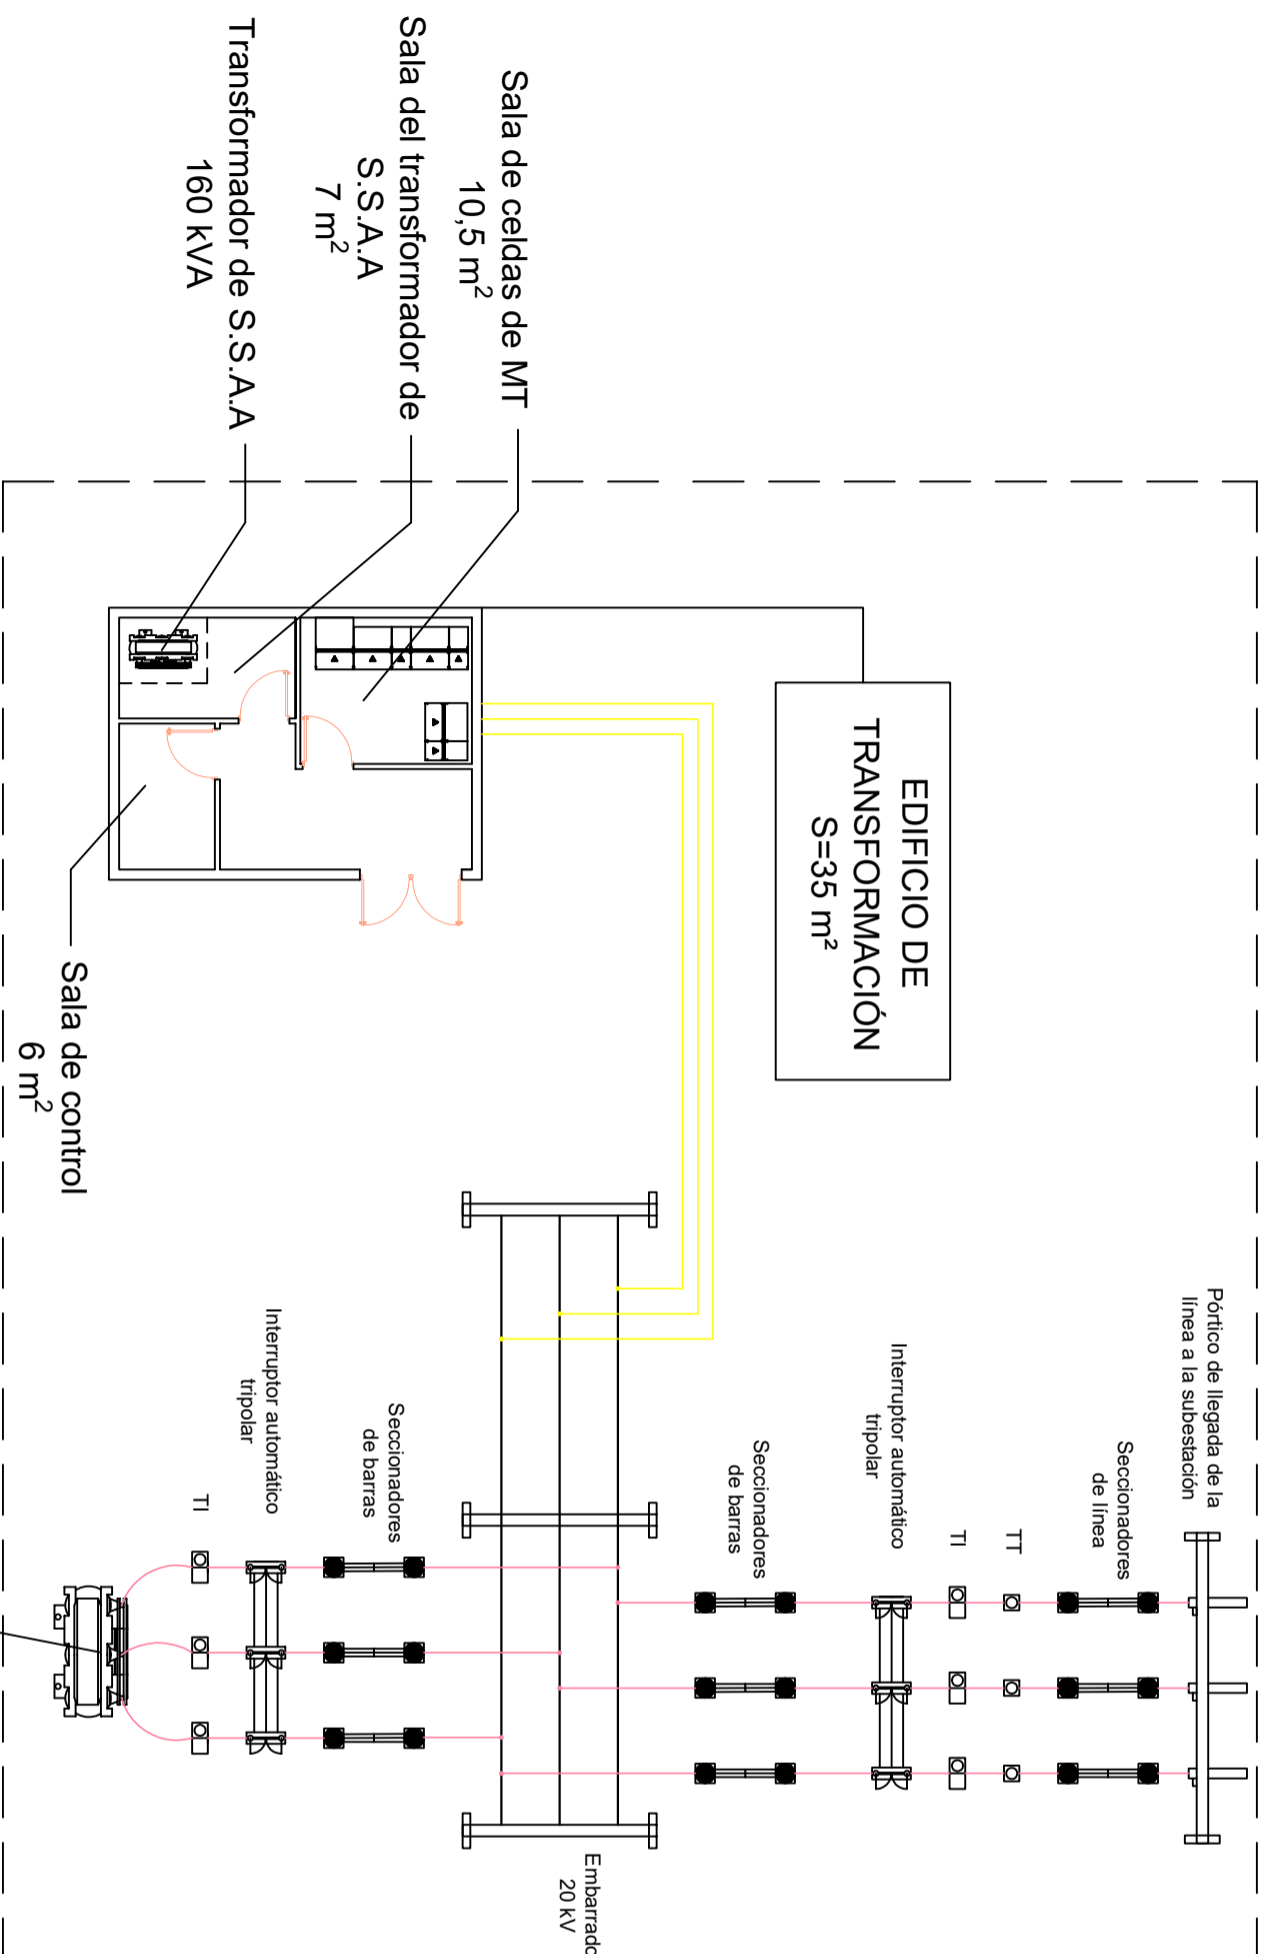 Sala de celdas de MT
10,5 m²
Sala del transformador de
S.S.A.A
7 m²
Transformador de S.S.A.A
160 kVA
EDIFICIO DE
TRANSFORMACIÓN
S=35 m²
Sala de control
6 m²
Pórtico de llegada de la
línea a la subestación
Seccionadores
de línea
TT
TI
Interruptor automático
tripolar
Seccionadores
de barras
Embarrado
20 kV
Seccionadores
de barras
Interruptor automático
tripolar
TI